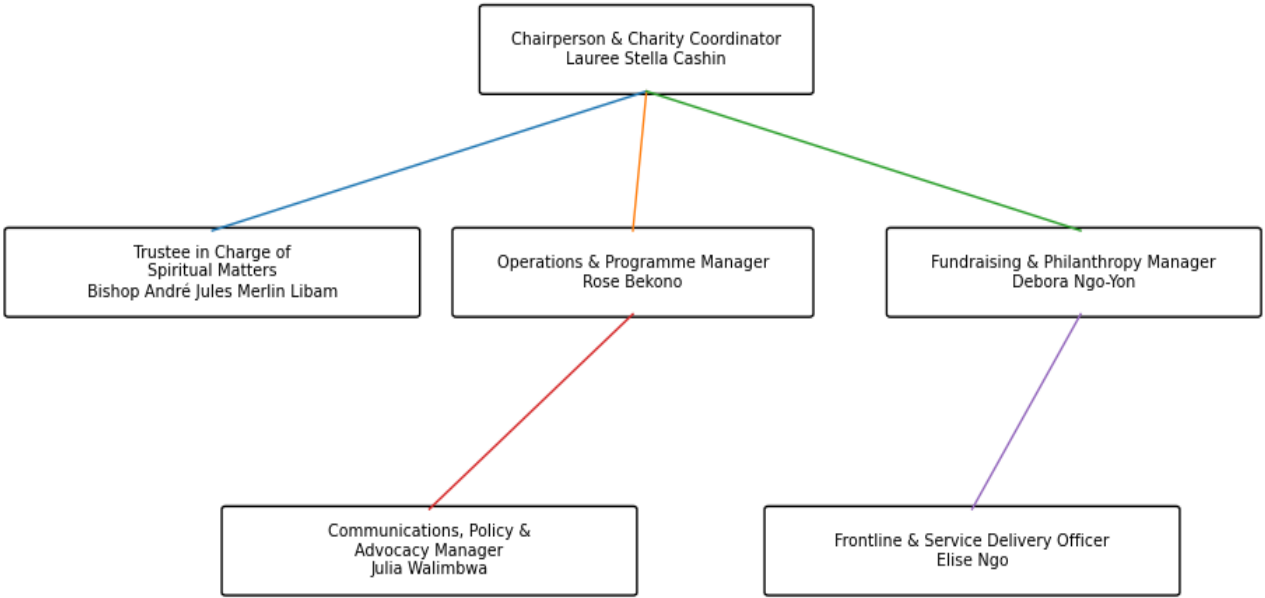 Chairperson & Charity Coordinator
Lauree Stella Cashin
Trustee in Charge of
Spiritual Matters
Bishop André Jules Merlin Libam
Operations & Programme Manager
Rose Bekono
Fundraising & Philanthropy Manager
Debora Ngo-Yon
Communications, Policy &
Advocacy Manager
Julia Walimbwa
Frontline & Service Delivery Officer
Elise Ngo